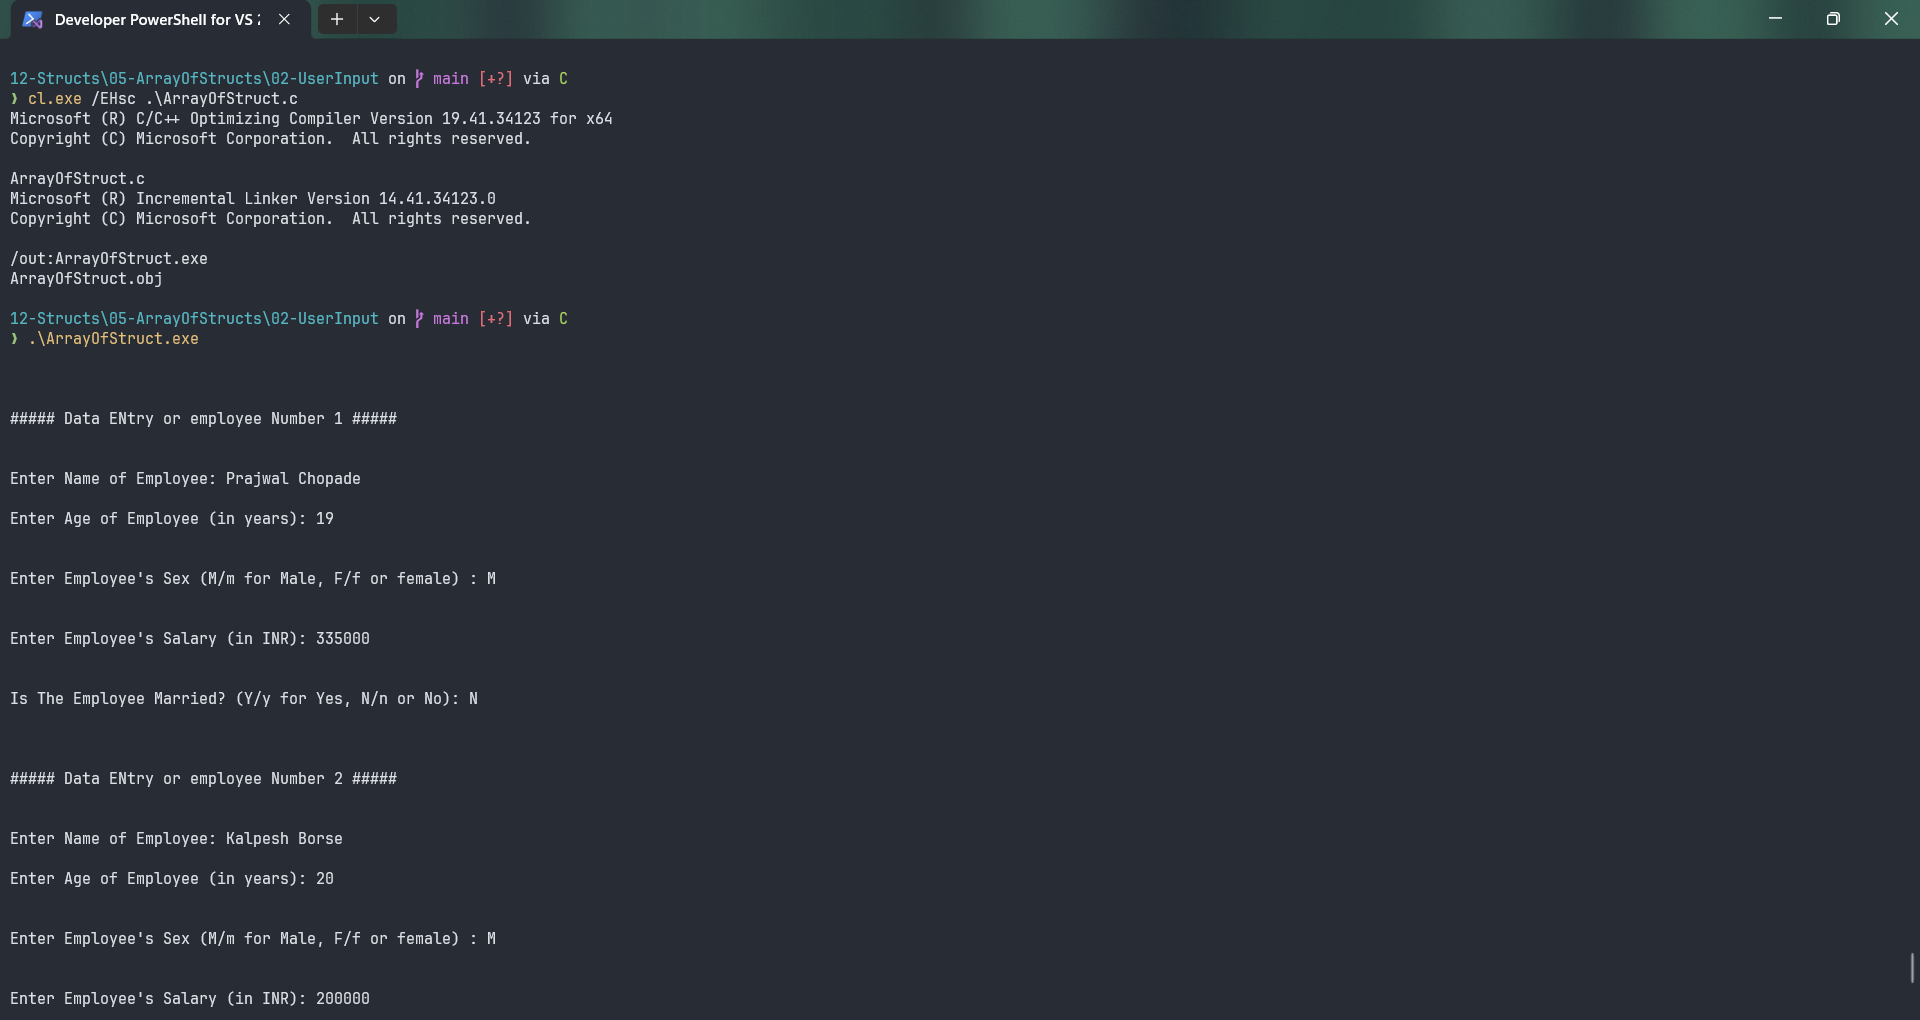 Developer PowerShell for VS
12-Structs\05-ArrayOfStructs\02-UserInput on main [+?] via C
❯ cl.exe /EHsc .\ArrayOfStruct.c
Microsoft (R) C/C++ Optimizing Compiler Version 19.41.34123 for x64
Copyright (C) Microsoft Corporation.  All rights reserved.
ArrayOfStruct.c
Microsoft (R) Incremental Linker Version 14.41.34123.0
Copyright (C) Microsoft Corporation.  All rights reserved.
/out:ArrayOfStruct.exe
ArrayOfStruct.obj
12-Structs\05-ArrayOfStructs\02-UserInput on main [+?] via C
❯ .\ArrayOfStruct.exe
##### Data ENtry or employee Number 1 #####
Enter Name of Employee: Prajwal Chopade
Enter Age of Employee (in years): 19
Enter Employee's Sex (M/m for Male, F/f or female) : M
Enter Employee's Salary (in INR): 335000
Is The Employee Married? (Y/y for Yes, N/n or No): N
##### Data ENtry or employee Number 2 #####
Enter Name of Employee: Kalpesh Borse
Enter Age of Employee (in years): 20
Enter Employee's Sex (M/m for Male, F/f or female) : M
Enter Employee's Salary (in INR): 200000